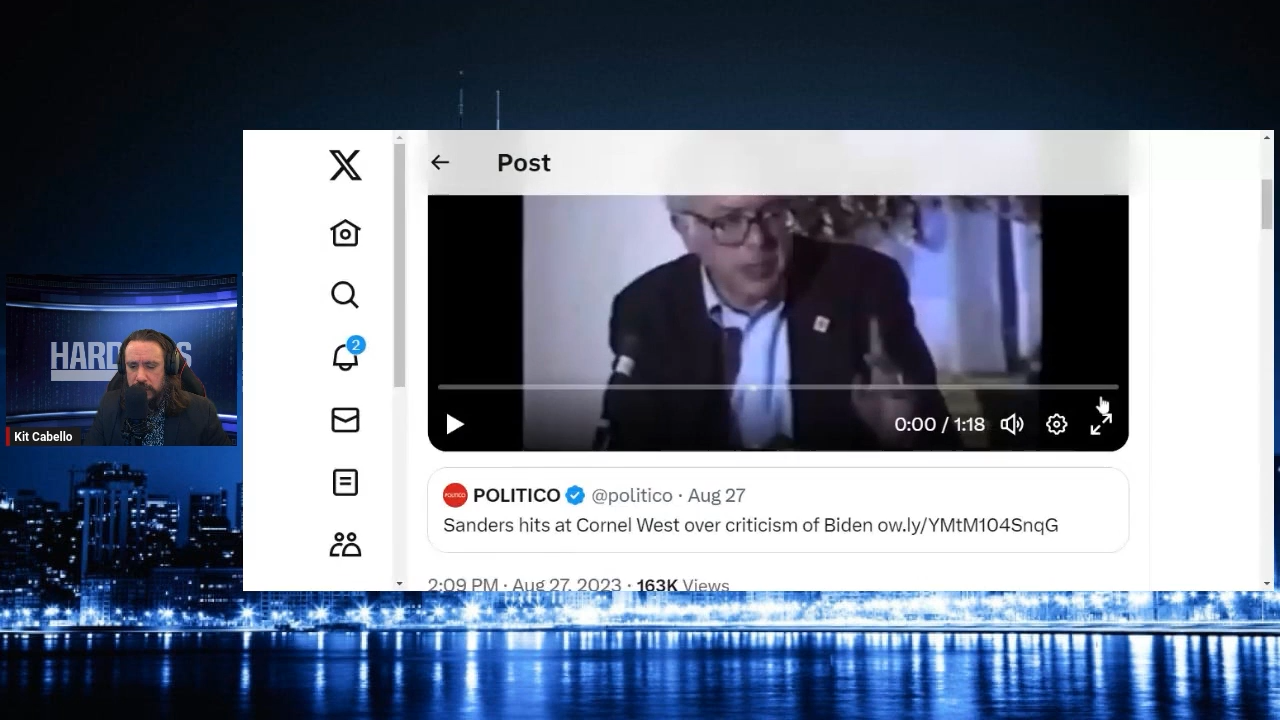 Post
2
0:00 / 1:18
POLITICO @politico · Aug 27
Sanders hits at Cornel West over criticism of Biden ow.ly/YMtM104SnqG
2:09 PM · Aug 27, 2023 · 163K Views
HARD
S
Kit Cabello